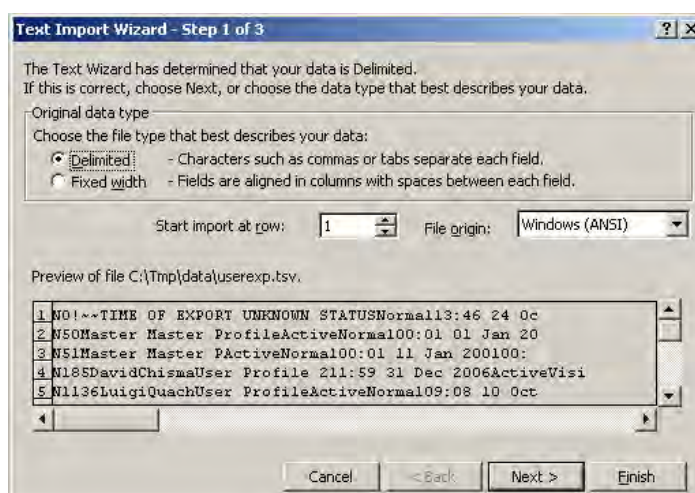 Text Import Wizard - Step 1 of 3
The Text Wizard has determined that your data is Delimited.
If this is correct, choose Next, or choose the data type that best describes your data.
Original data type
Choose the file type that best describes your data:
Delimited - Characters such as commas or tabs separate each field.
Fixed width - Fields are aligned in columns with spaces between each field.
Start import at row: 1 File origin: Windows (ANSI)
Preview of file C:\Tmp\data\userexp.tsv.
1 NO!~~TIME OF EXPORT UNKNOWN STATUSNormal13:46 24 Oc
2 N50Master Master ProfileActiveNormal00:01 01 Jan 20
3 N51Master Master PActiveNormal00:01 11 Jan 200100:
4 N185DavidChismaUser Profile 211:59 31 Dec 2006ActiveVisi
5 N1136LuigiQuachUser ProfileActiveNormal09:08 10 Oct
Cancel < Back Next > Finish